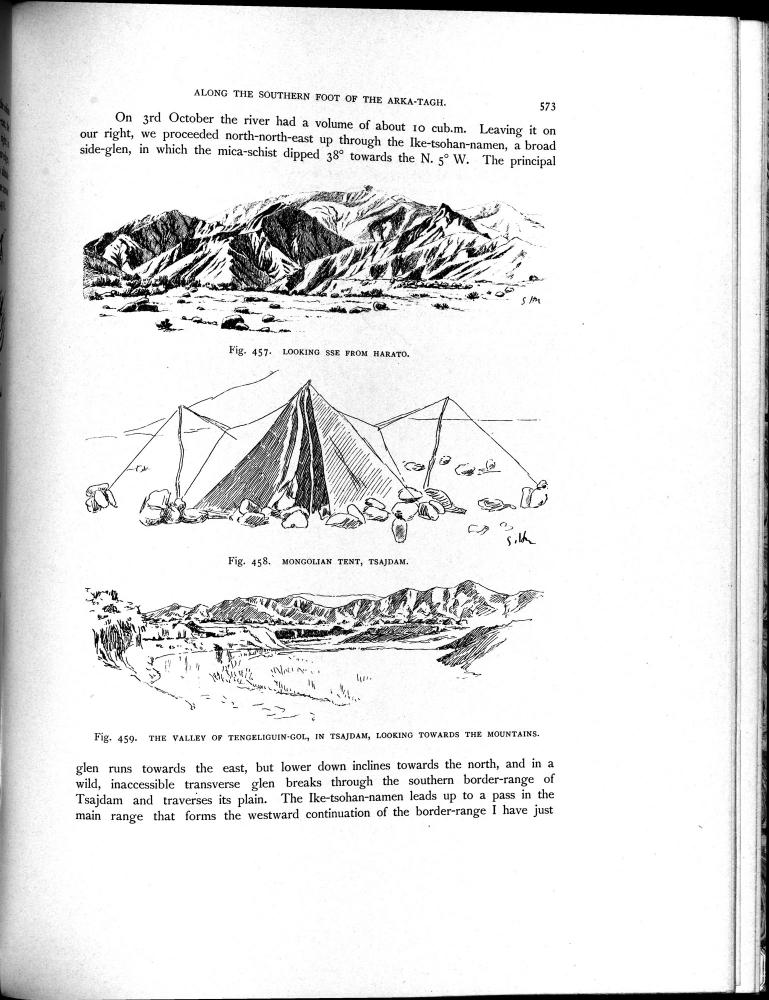 ALONG THE SOUTHERN FOOT OF THE ARKA-TAGH.
573
On 3rd October the river had a volume of about 10 cub.m. Leaving it on
our right, we proceeded north-north-east up through the Ike-tsohan-namen, a broad
side-glen, in which the mica-schist dipped 38° towards the N. 5° W. The principal
Fig. 457. LOOKING SSE FROM HARATO.
Fig. 458. MONGOLIAN TENT, TSAJDAM.
Fig. 459. THE VALLEY OF TENGELIGUIN-GOL, IN TSAJDAM, LOOKING TOWARDS THE MOUNTAINS.
glen runs towards the east, but lower down inclines towards the north, and in a
wild, inaccessible transverse glen breaks through the southern border-range of
Tsajdam and traverses its plain. The Ike-tsohan-namen leads up to a pass in the
main range that forms the westward continuation of the border-range I have just